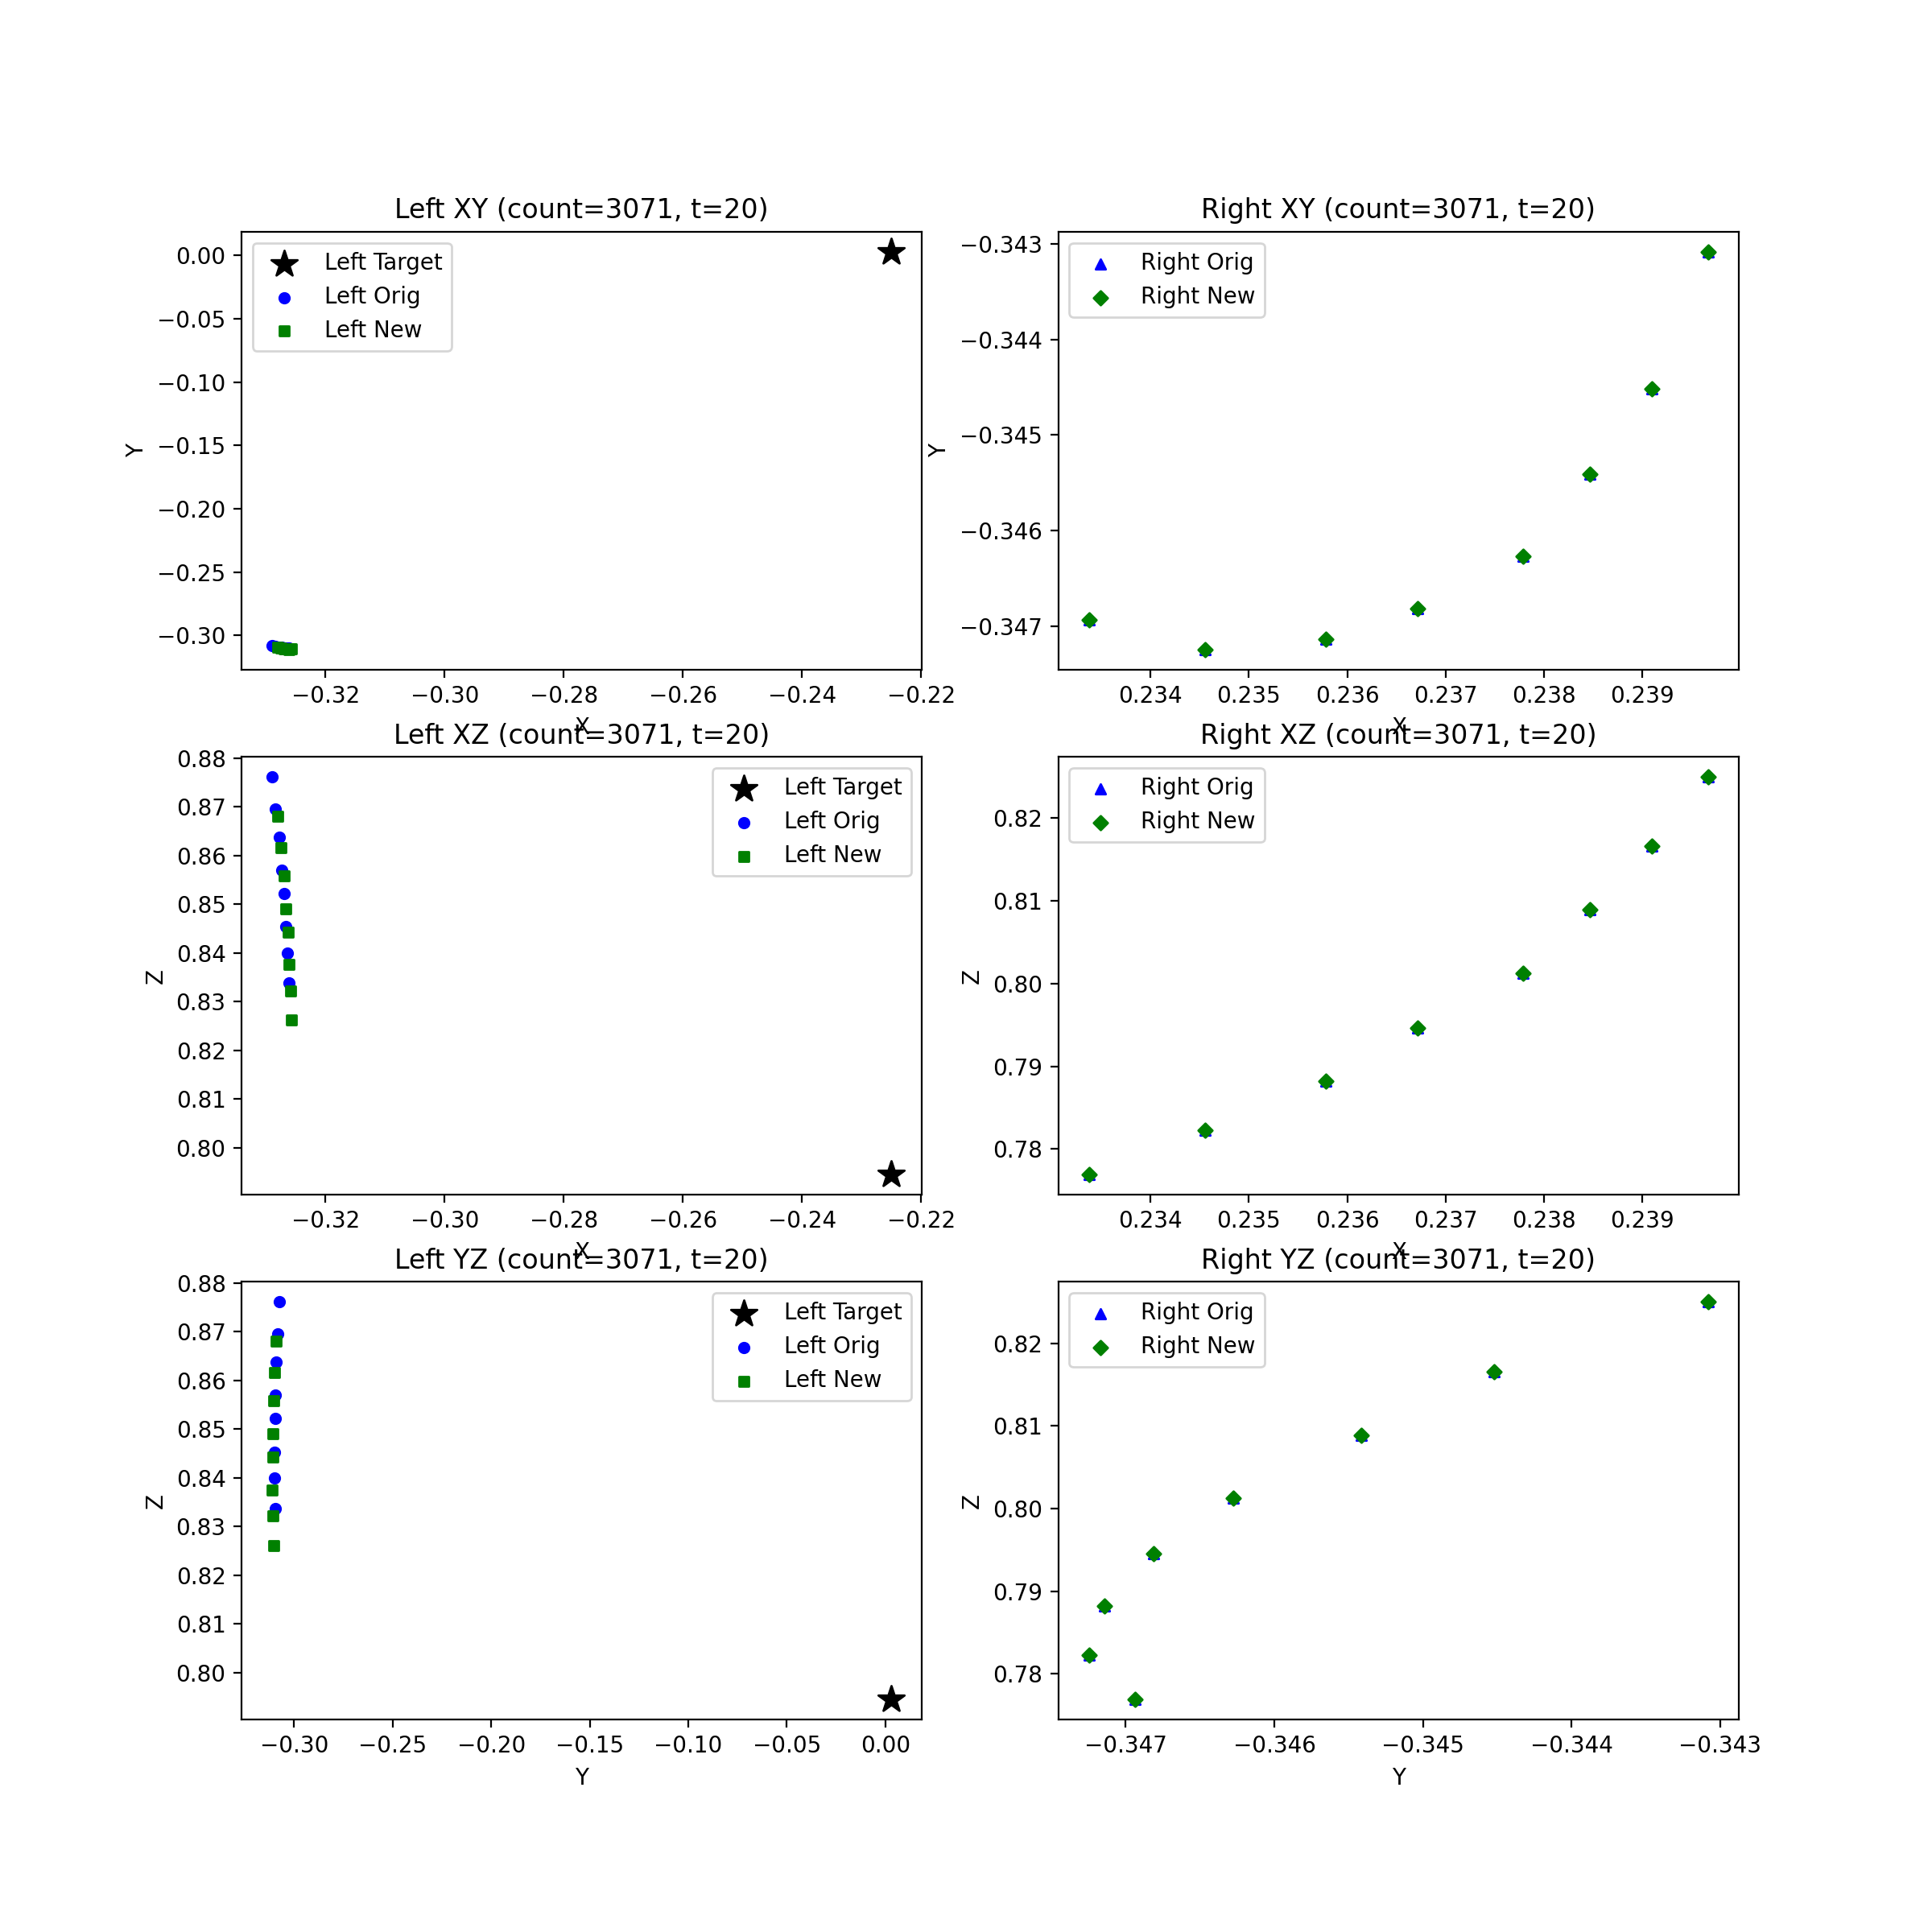 Left XY (count=3071, t=20)
Left Target
Left Orig
Left New
0.00
−0.05
−0.10
−0.15
−0.20
−0.25
−0.30
Y
−0.32
−0.30
−0.28
−0.26
−0.24
−0.22
X
Right XY (count=3071, t=20)
Right Orig
Right New
−0.343
−0.344
−0.345
−0.346
−0.347
Y
0.234
0.235
0.236
0.237
0.238
0.239
X
Left XZ (count=3071, t=20)
Left Target
Left Orig
Left New
0.88
0.87
0.86
0.85
0.84
0.83
0.82
0.81
0.80
Z
−0.32
−0.30
−0.28
−0.26
−0.24
−0.22
X
Right XZ (count=3071, t=20)
Right Orig
Right New
0.82
0.81
0.80
0.79
0.78
Z
0.234
0.235
0.236
0.237
0.238
0.239
X
Left YZ (count=3071, t=20)
Left Target
Left Orig
Left New
0.88
0.87
0.86
0.85
0.84
0.83
0.82
0.81
0.80
Z
−0.30
−0.25
−0.20
−0.15
−0.10
−0.05
0.00
Y
Right YZ (count=3071, t=20)
Right Orig
Right New
0.82
0.81
0.80
0.79
0.78
Z
−0.347
−0.346
−0.345
−0.344
−0.343
Y